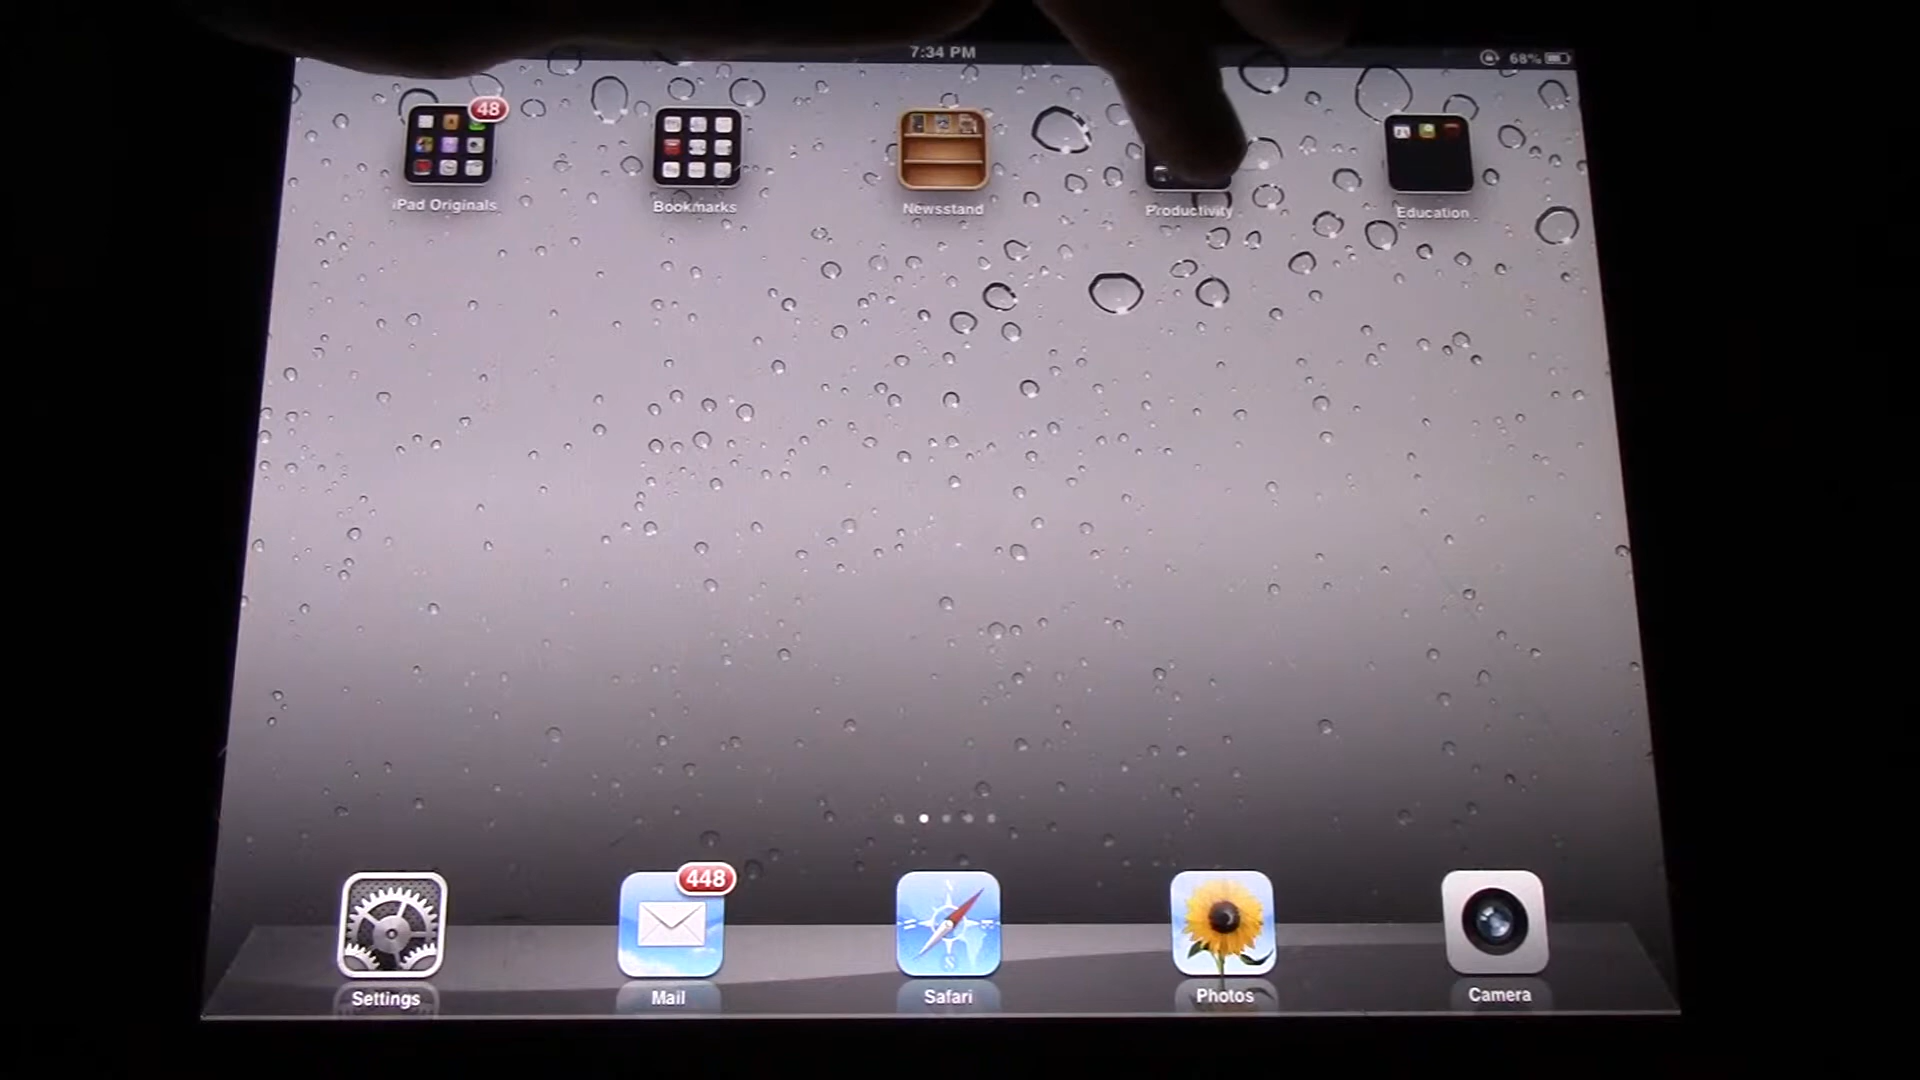 7:34 PM
68%
48
iPad Originals
Bookmarks
Newsstand
Productivity
Education
448
Settings
Mail
Safari
Photos
Camera